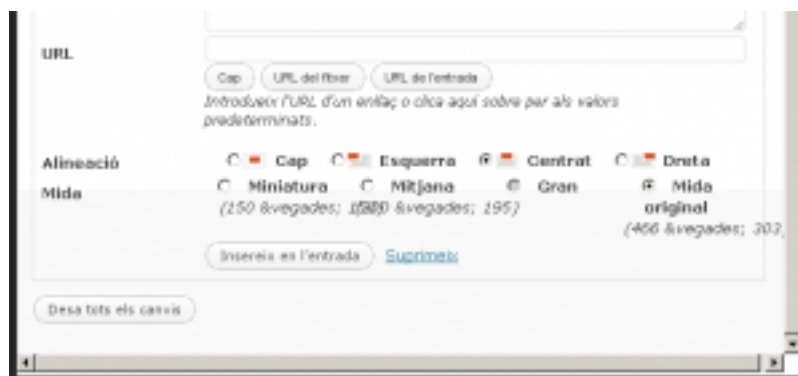 URL
Cap URL del fitxer URL de l'entrada
Introdueix l'URL d'un enllaç o clica aquí sobre per als valors
predeterminats.
Alineació Cap Esquerra Centrat Dreta
Mida Miniatura Mitjana Gran Mida
original
(150 &vegades; &vegades; 195)
(466 &vegades; 303)
Insereix en l'entrada Suprimeix
Desa tots els canvis